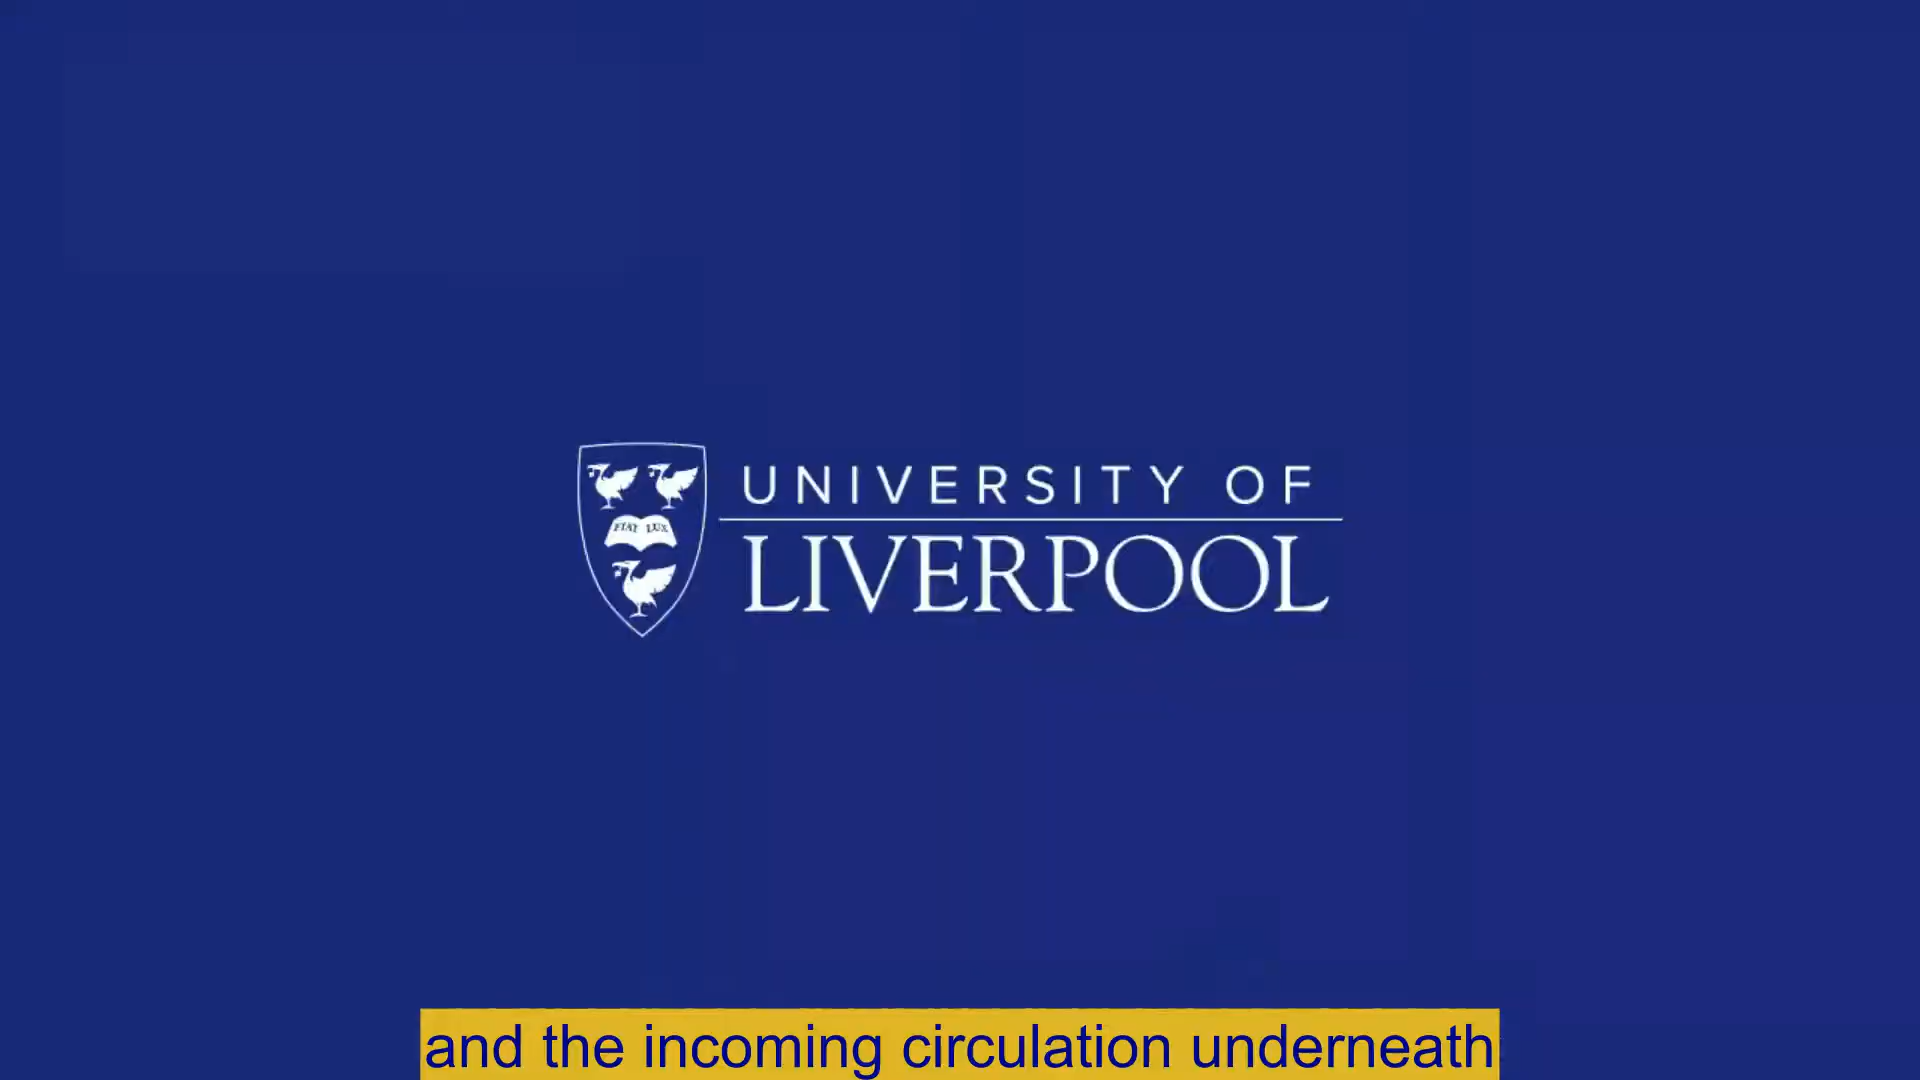 UNIVERSITY OF
FIAT LUX
LIVERPOOL
and the incoming circulation underneath